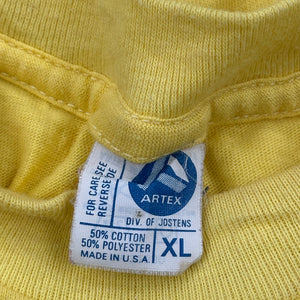 FOR CARE SEE
REVERSE SIDE
ARTEX
DIV. OF JOSTENS
50% COTTON
50% POLYESTER
MADE IN U.S.A.
XL